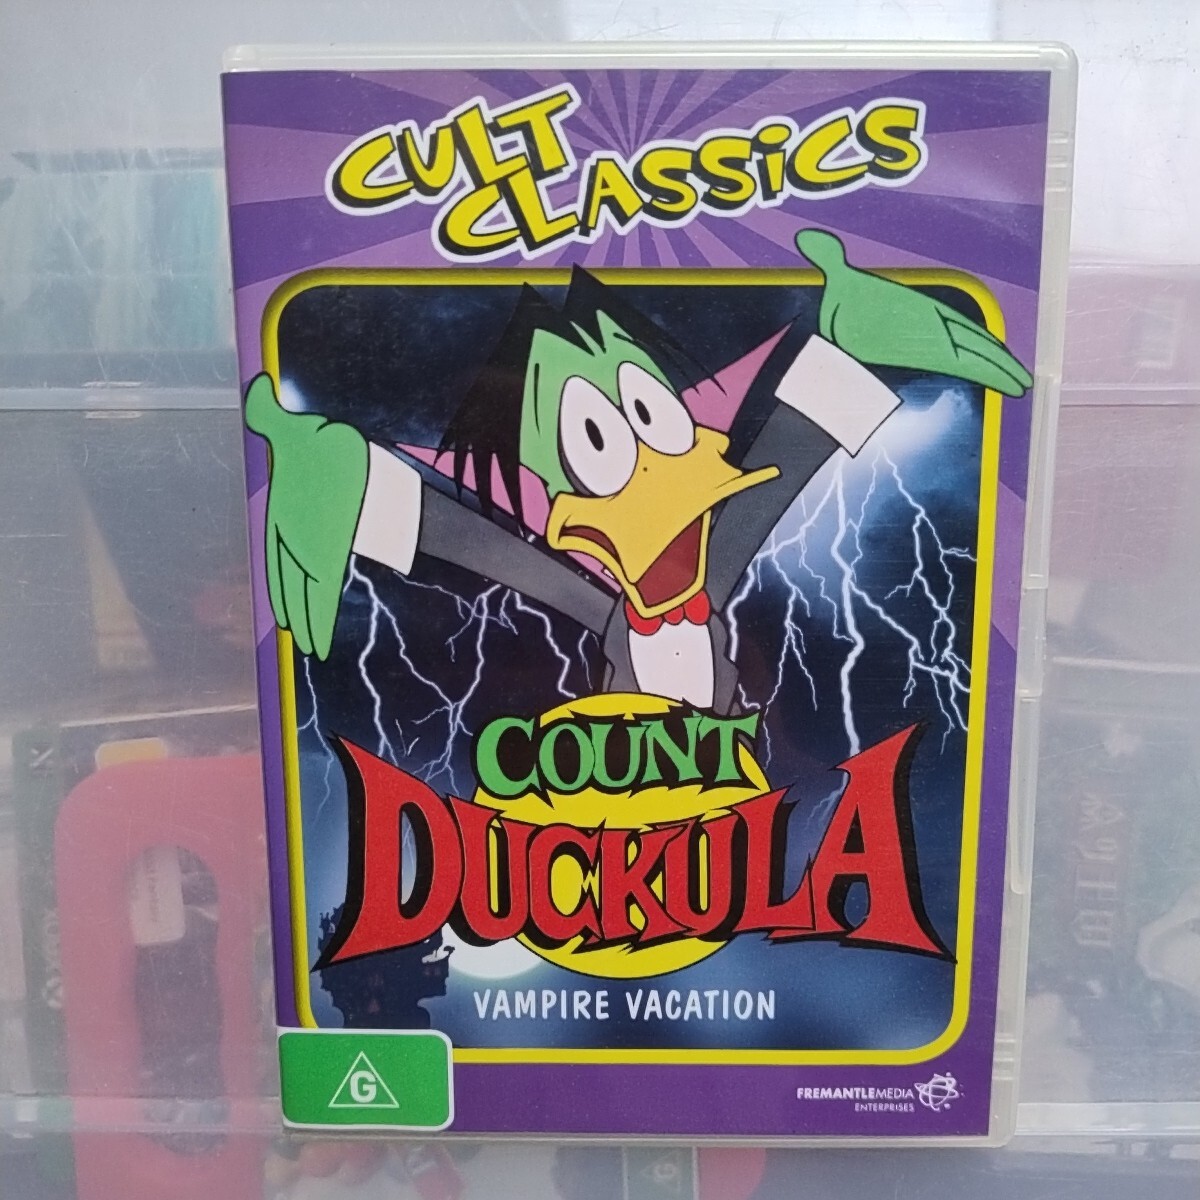 CULT
CLASSiCS
COUNT
DUCKULA
VAMPIRE VACATION
G
FREMANTLEMEDIA
ENTERPRISES